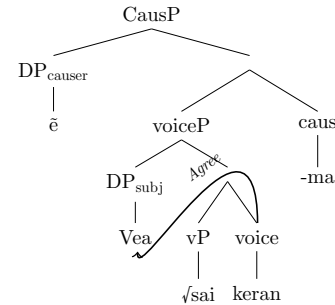 CausP
DP_causer
ẽ
voiceP
caus
-ma
DP_subj
Agree
Vea
vP
voice
√sai
keran